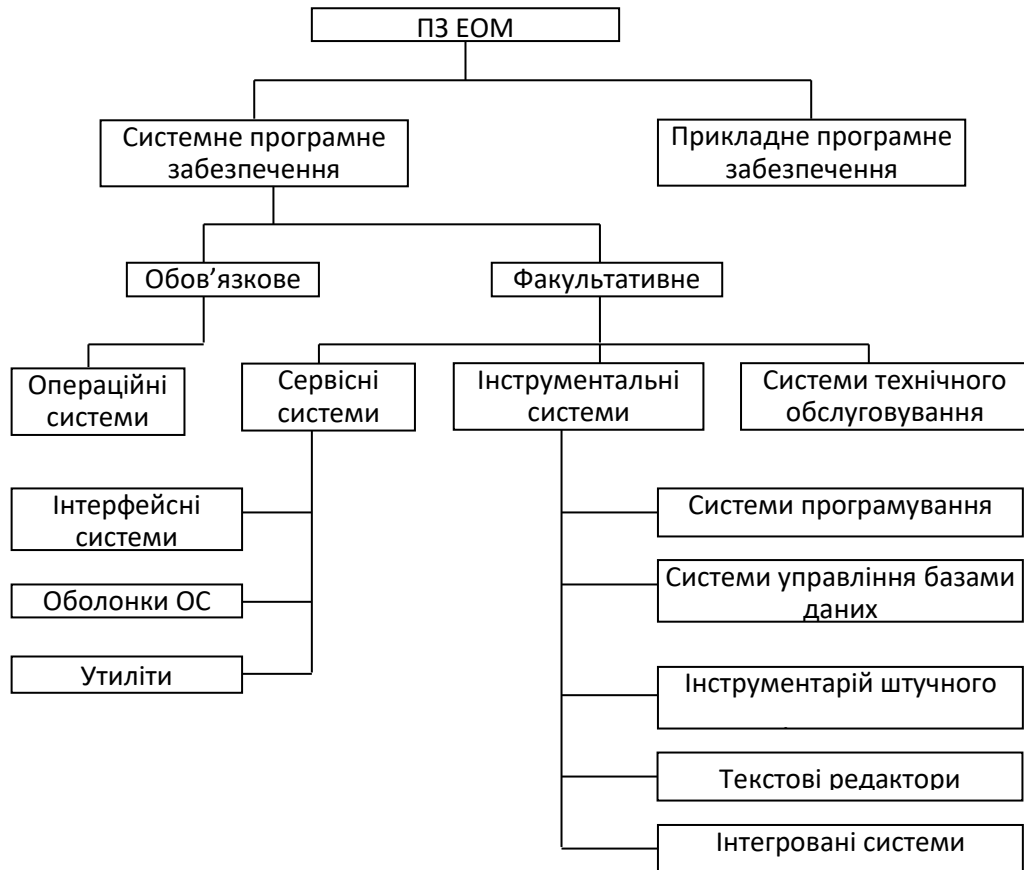 ПЗ ЕОМ
Системне програмне
забезпечення
Прикладне програмне
забезпечення
Обов’язкове
Факультативне
Операційні
системи
Сервісні
системи
Інструментальні
системи
Системи технічного
обслуговування
Інтерфейсні
системи
Оболонки ОС
Утиліти
Системи програмування
Системи управління базами
даних
Інструментарій штучного
Текстові редактори
Інтегровані системи